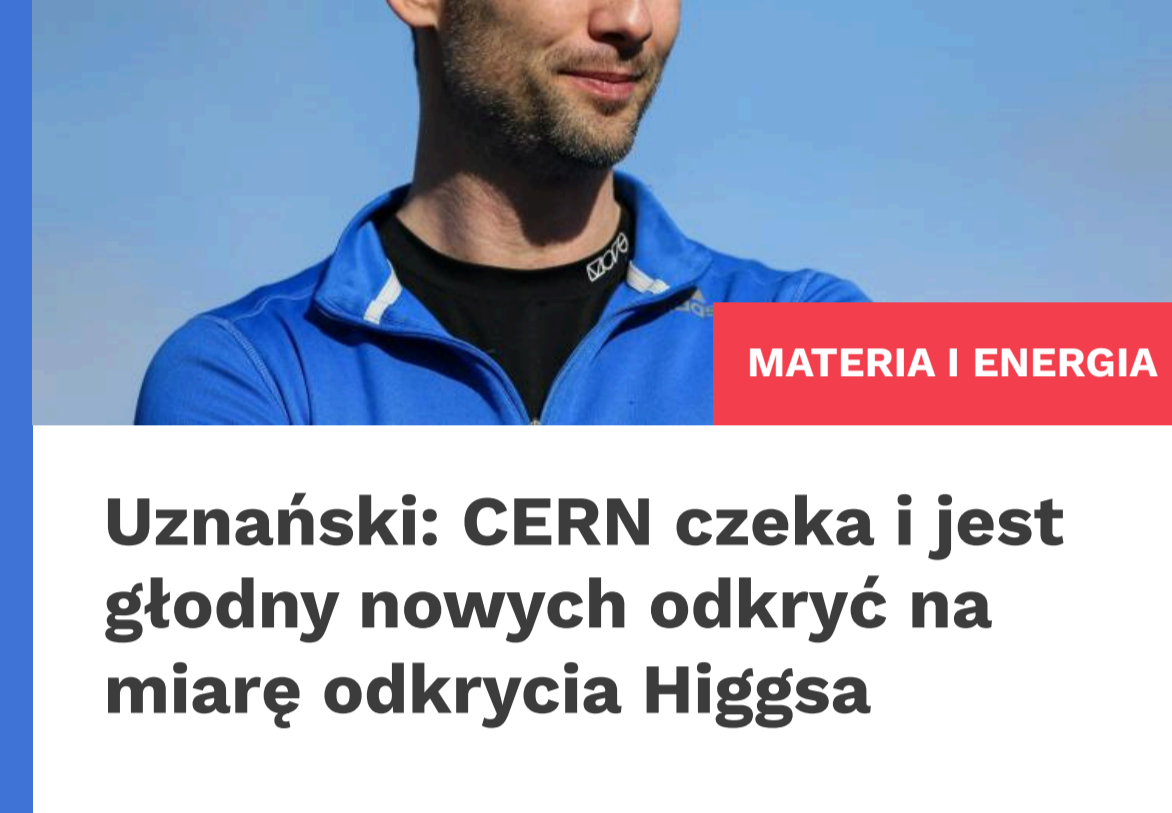 MATERIA I ENERGIA
Uznański: CERN czeka i jest
głodny nowych odkryć na
miarę odkrycia Higgsa